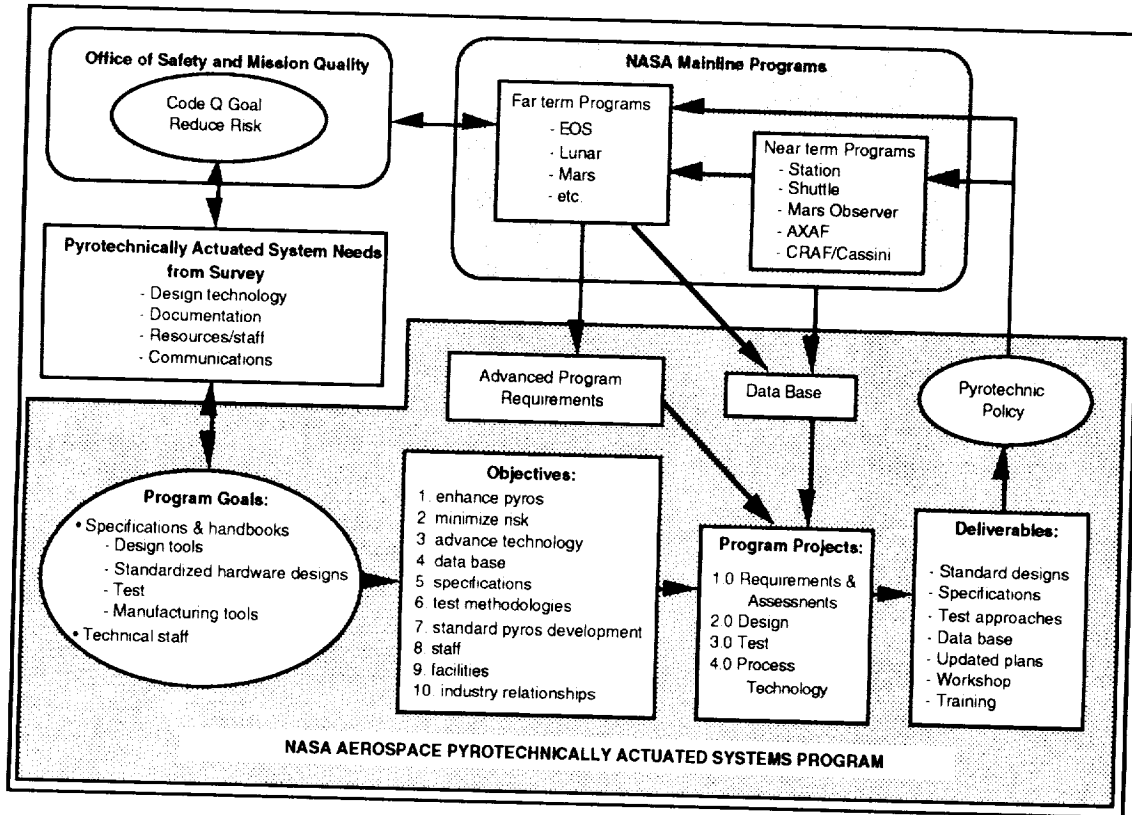 Office of Safety and Mission Quality
Code Q Goal
Reduce Risk
NASA Mainline Programs
Far term Programs
- EOS
- Lunar
- Mars
- etc.
Near term Programs
- Station
- Shuttle
- Mars Observer
- AXAF
- CRAF/Cassini
Pyrotechnically Actuated System Needs
from Survey
- Design technology
- Documentation
- Resources/staff
- Communications
Advanced Program
Requirements
Data Base
Pyrotechnic
Policy
Program Goals:
• Specifications & handbooks
- Design tools
- Standardized hardware designs
- Test
- Manufacturing tools
• Technical staff
Objectives:
1. enhance pyros
2 minimize risk
3 advance technology
4 data base
5 specifications
6. test methodologies
7. standard pyros development
8. staff
9. facilities
10. industry relationships
Program Projects:
1.0 Requirements &
Assessnents
2.0 Design
3.0 Test
4.0 Process
Technology
Deliverables:
- Standard designs
- Specifications
- Test approaches
- Data base
- Updated plans
- Workshop
- Training
NASA AEROSPACE PYROTECHNICALLY ACTUATED SYSTEMS PROGRAM